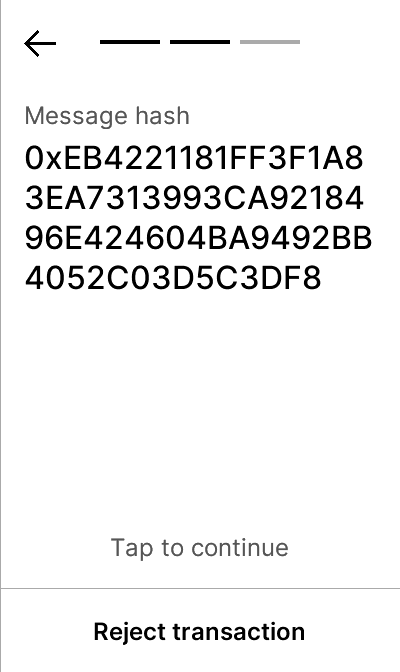 Message hash
0xEB4221181FF3F1A8
3EA7313993CA92184
96E424604BA9492BB
4052C03D5C3DF8
Tap to continue
Reject transaction